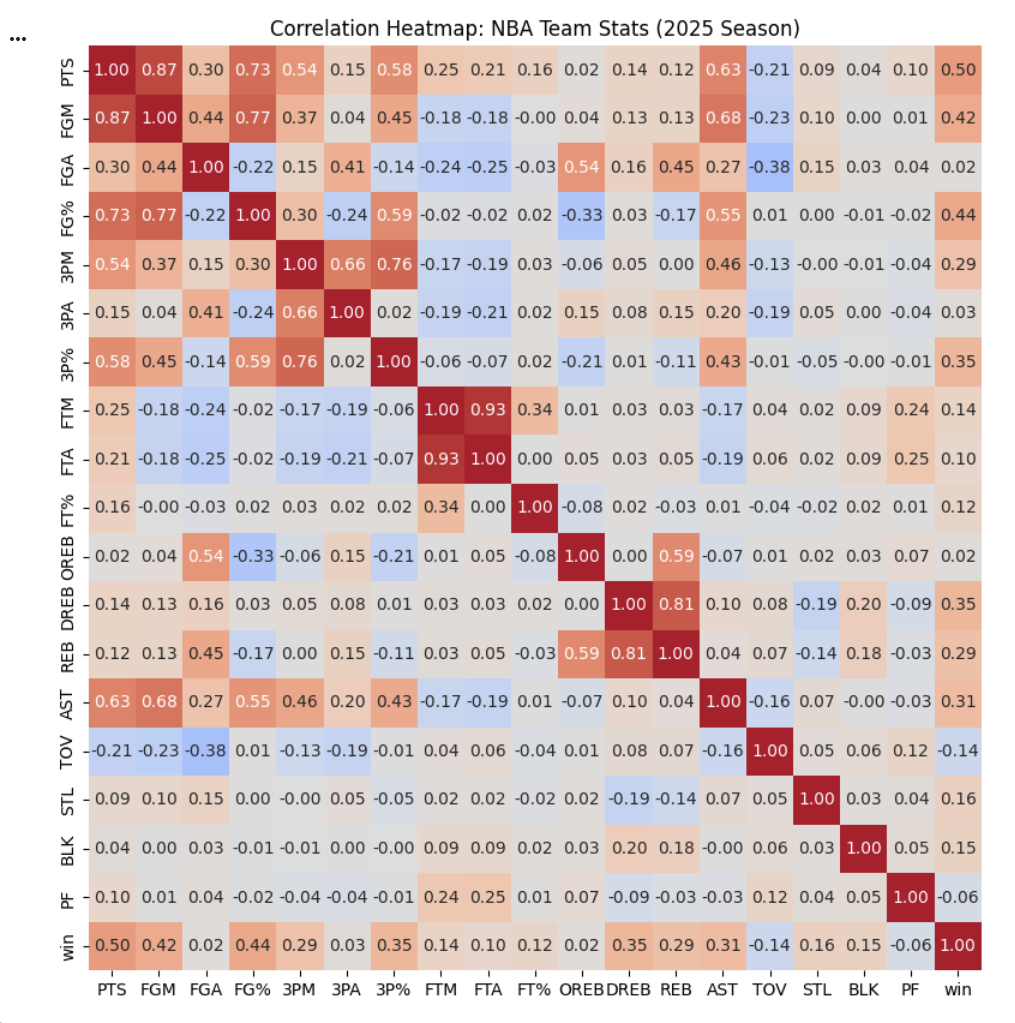 ...
Correlation Heatmap: NBA Team Stats (2025 Season)
PTS 1.00 0.87 0.30 0.73 0.54 0.15 0.58 0.25 0.21 0.16 0.02 0.14 0.12 0.63 -0.21 0.09 0.04 0.10 0.50
FGM 0.87 1.00 0.44 0.77 0.37 0.04 0.45 -0.18 -0.18 -0.00 0.04 0.13 0.13 0.68 -0.23 0.10 0.00 0.01 0.42
FGA 0.30 0.44 1.00 -0.22 0.15 0.41 -0.14 -0.24 -0.25 -0.03 0.54 0.16 0.45 0.27 -0.38 0.15 0.03 0.04 0.02
FG% 0.73 0.77 -0.22 1.00 0.30 -0.24 0.59 -0.02 -0.02 0.02 -0.33 0.03 -0.17 0.55 0.01 0.00 -0.01 -0.02 0.44
3PM 0.54 0.37 0.15 0.30 1.00 0.66 0.76 -0.17 -0.19 0.03 -0.06 0.05 0.00 0.46 -0.13 -0.00 -0.01 -0.04 0.29
3PA 0.15 0.04 0.41 -0.24 0.66 1.00 0.02 -0.19 -0.21 0.02 0.15 0.08 0.15 0.20 -0.19 0.05 0.00 -0.04 0.03
3P% 0.58 0.45 -0.14 0.59 0.76 0.02 1.00 -0.06 -0.07 0.02 -0.21 0.01 -0.11 0.43 -0.01 -0.05 -0.00 -0.01 0.35
FTM 0.25 -0.18 -0.24 -0.02 -0.17 -0.19 -0.06 1.00 0.93 0.34 0.01 0.03 0.03 -0.17 0.04 0.02 0.09 0.24 0.14
FTA 0.21 -0.18 -0.25 -0.02 -0.19 -0.21 -0.07 0.93 1.00 0.00 0.05 0.03 0.05 -0.19 0.06 0.02 0.09 0.25 0.10
FT% 0.16 -0.00 -0.03 0.02 0.03 0.02 0.02 0.34 0.00 1.00 -0.08 0.02 -0.03 0.01 -0.04 -0.02 0.02 0.01 0.12
OREB 0.02 0.04 0.54 -0.33 -0.06 0.15 -0.21 0.01 0.05 -0.08 1.00 0.00 0.59 -0.07 0.01 0.02 0.03 0.07 0.02
DREB 0.14 0.13 0.16 0.03 0.05 0.08 0.01 0.03 0.03 0.02 0.00 1.00 0.81 0.10 0.08 -0.19 0.20 -0.09 0.35
REB 0.12 0.13 0.45 -0.17 0.00 0.15 -0.11 0.03 0.05 -0.03 0.59 0.81 1.00 0.04 0.07 -0.14 0.18 -0.03 0.29
AST 0.63 0.68 0.27 0.55 0.46 0.20 0.43 -0.17 -0.19 0.01 -0.07 0.10 0.04 1.00 -0.16 0.07 -0.00 -0.03 0.31
TOV -0.21 -0.23 -0.38 0.01 -0.13 -0.19 -0.01 0.04 0.06 -0.04 0.01 0.08 0.07 -0.16 1.00 0.05 0.06 0.12 -0.14
STL 0.09 0.10 0.15 0.00 -0.00 0.05 -0.05 0.02 0.02 -0.02 0.02 -0.19 -0.14 0.07 0.05 1.00 0.03 0.04 0.16
BLK 0.04 0.00 0.03 -0.01 -0.01 0.00 -0.00 0.09 0.09 0.02 0.03 0.20 0.18 -0.00 0.06 0.03 1.00 0.05 0.15
PF 0.10 0.01 0.04 -0.02 -0.04 -0.04 -0.01 0.24 0.25 0.01 0.07 -0.09 -0.03 -0.03 0.12 0.04 0.05 1.00 -0.06
win 0.50 0.42 0.02 0.44 0.29 0.03 0.35 0.14 0.10 0.12 0.02 0.35 0.29 0.31 -0.14 0.16 0.15 -0.06 1.00
PTS FGM FGA FG% 3PM 3PA 3P% FTM FTA FT% OREB DREB REB AST TOV STL BLK PF win